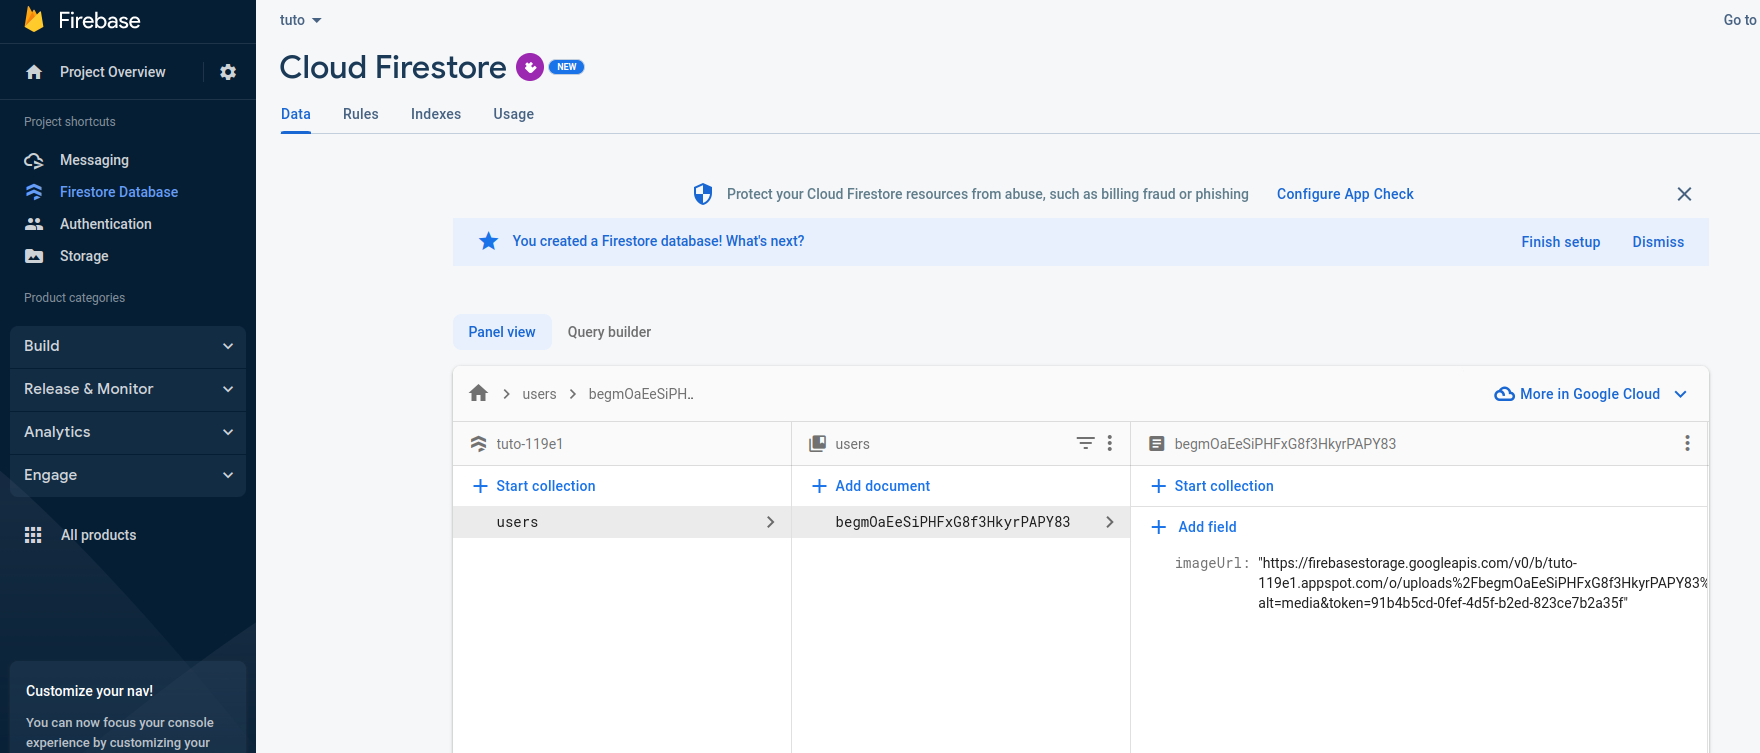 Firebase
Project Overview
Project shortcuts
Messaging
Firestore Database
Authentication
Storage
Product categories
Build
Release & Monitor
Analytics
Engage
All products
Customize your nav!
You can now focus your console
experience by customizing your
tuto
Go to
Cloud Firestore NEW
Data Rules Indexes Usage
Protect your Cloud Firestore resources from abuse, such as billing fraud or phishing Configure App Check
You created a Firestore database! What's next? Finish setup Dismiss
Panel view Query builder
users begmOaEeSiPH.. More in Google Cloud
tuto-119e1
Start collection
users
users
Add document
begmOaEeSiPHFxG8f3HkyrPAPY83
begmOaEeSiPHFxG8f3HkyrPAPY83
Start collection
Add field
imageUrl: "https://firebasestorage.googleapis.com/v0/b/tuto-
119e1.appspot.com/o/uploads%2FbegmOaEeSiPHFxG8f3HkyrPAPY83%
alt=media&token=91b4b5cd-0fef-4d5f-b2ed-823ce7b2a35f"